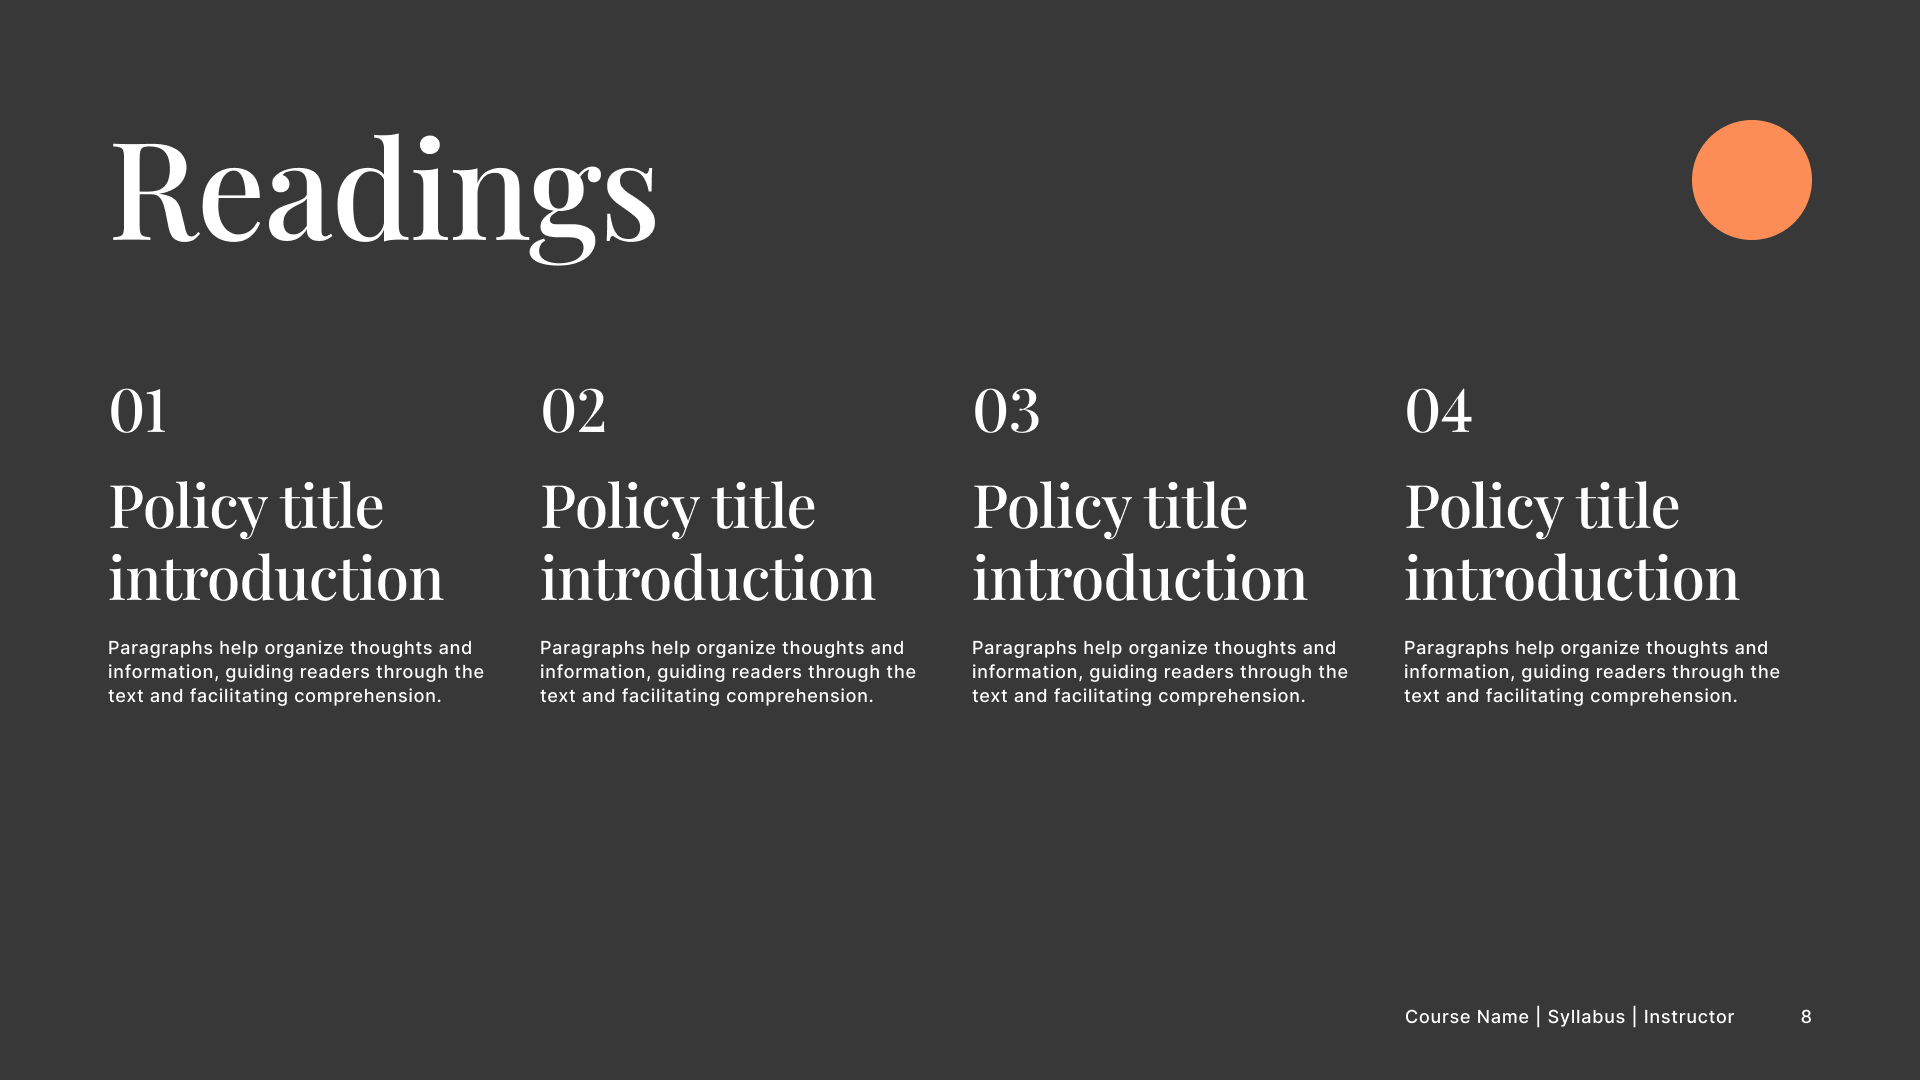 Readings
01
Policy title
introduction
Paragraphs help organize thoughts and
information, guiding readers through the
text and facilitating comprehension.
02
Policy title
introduction
Paragraphs help organize thoughts and
information, guiding readers through the
text and facilitating comprehension.
03
Policy title
introduction
Paragraphs help organize thoughts and
information, guiding readers through the
text and facilitating comprehension.
04
Policy title
introduction
Paragraphs help organize thoughts and
information, guiding readers through the
text and facilitating comprehension.
Course Name | Syllabus | Instructor 8